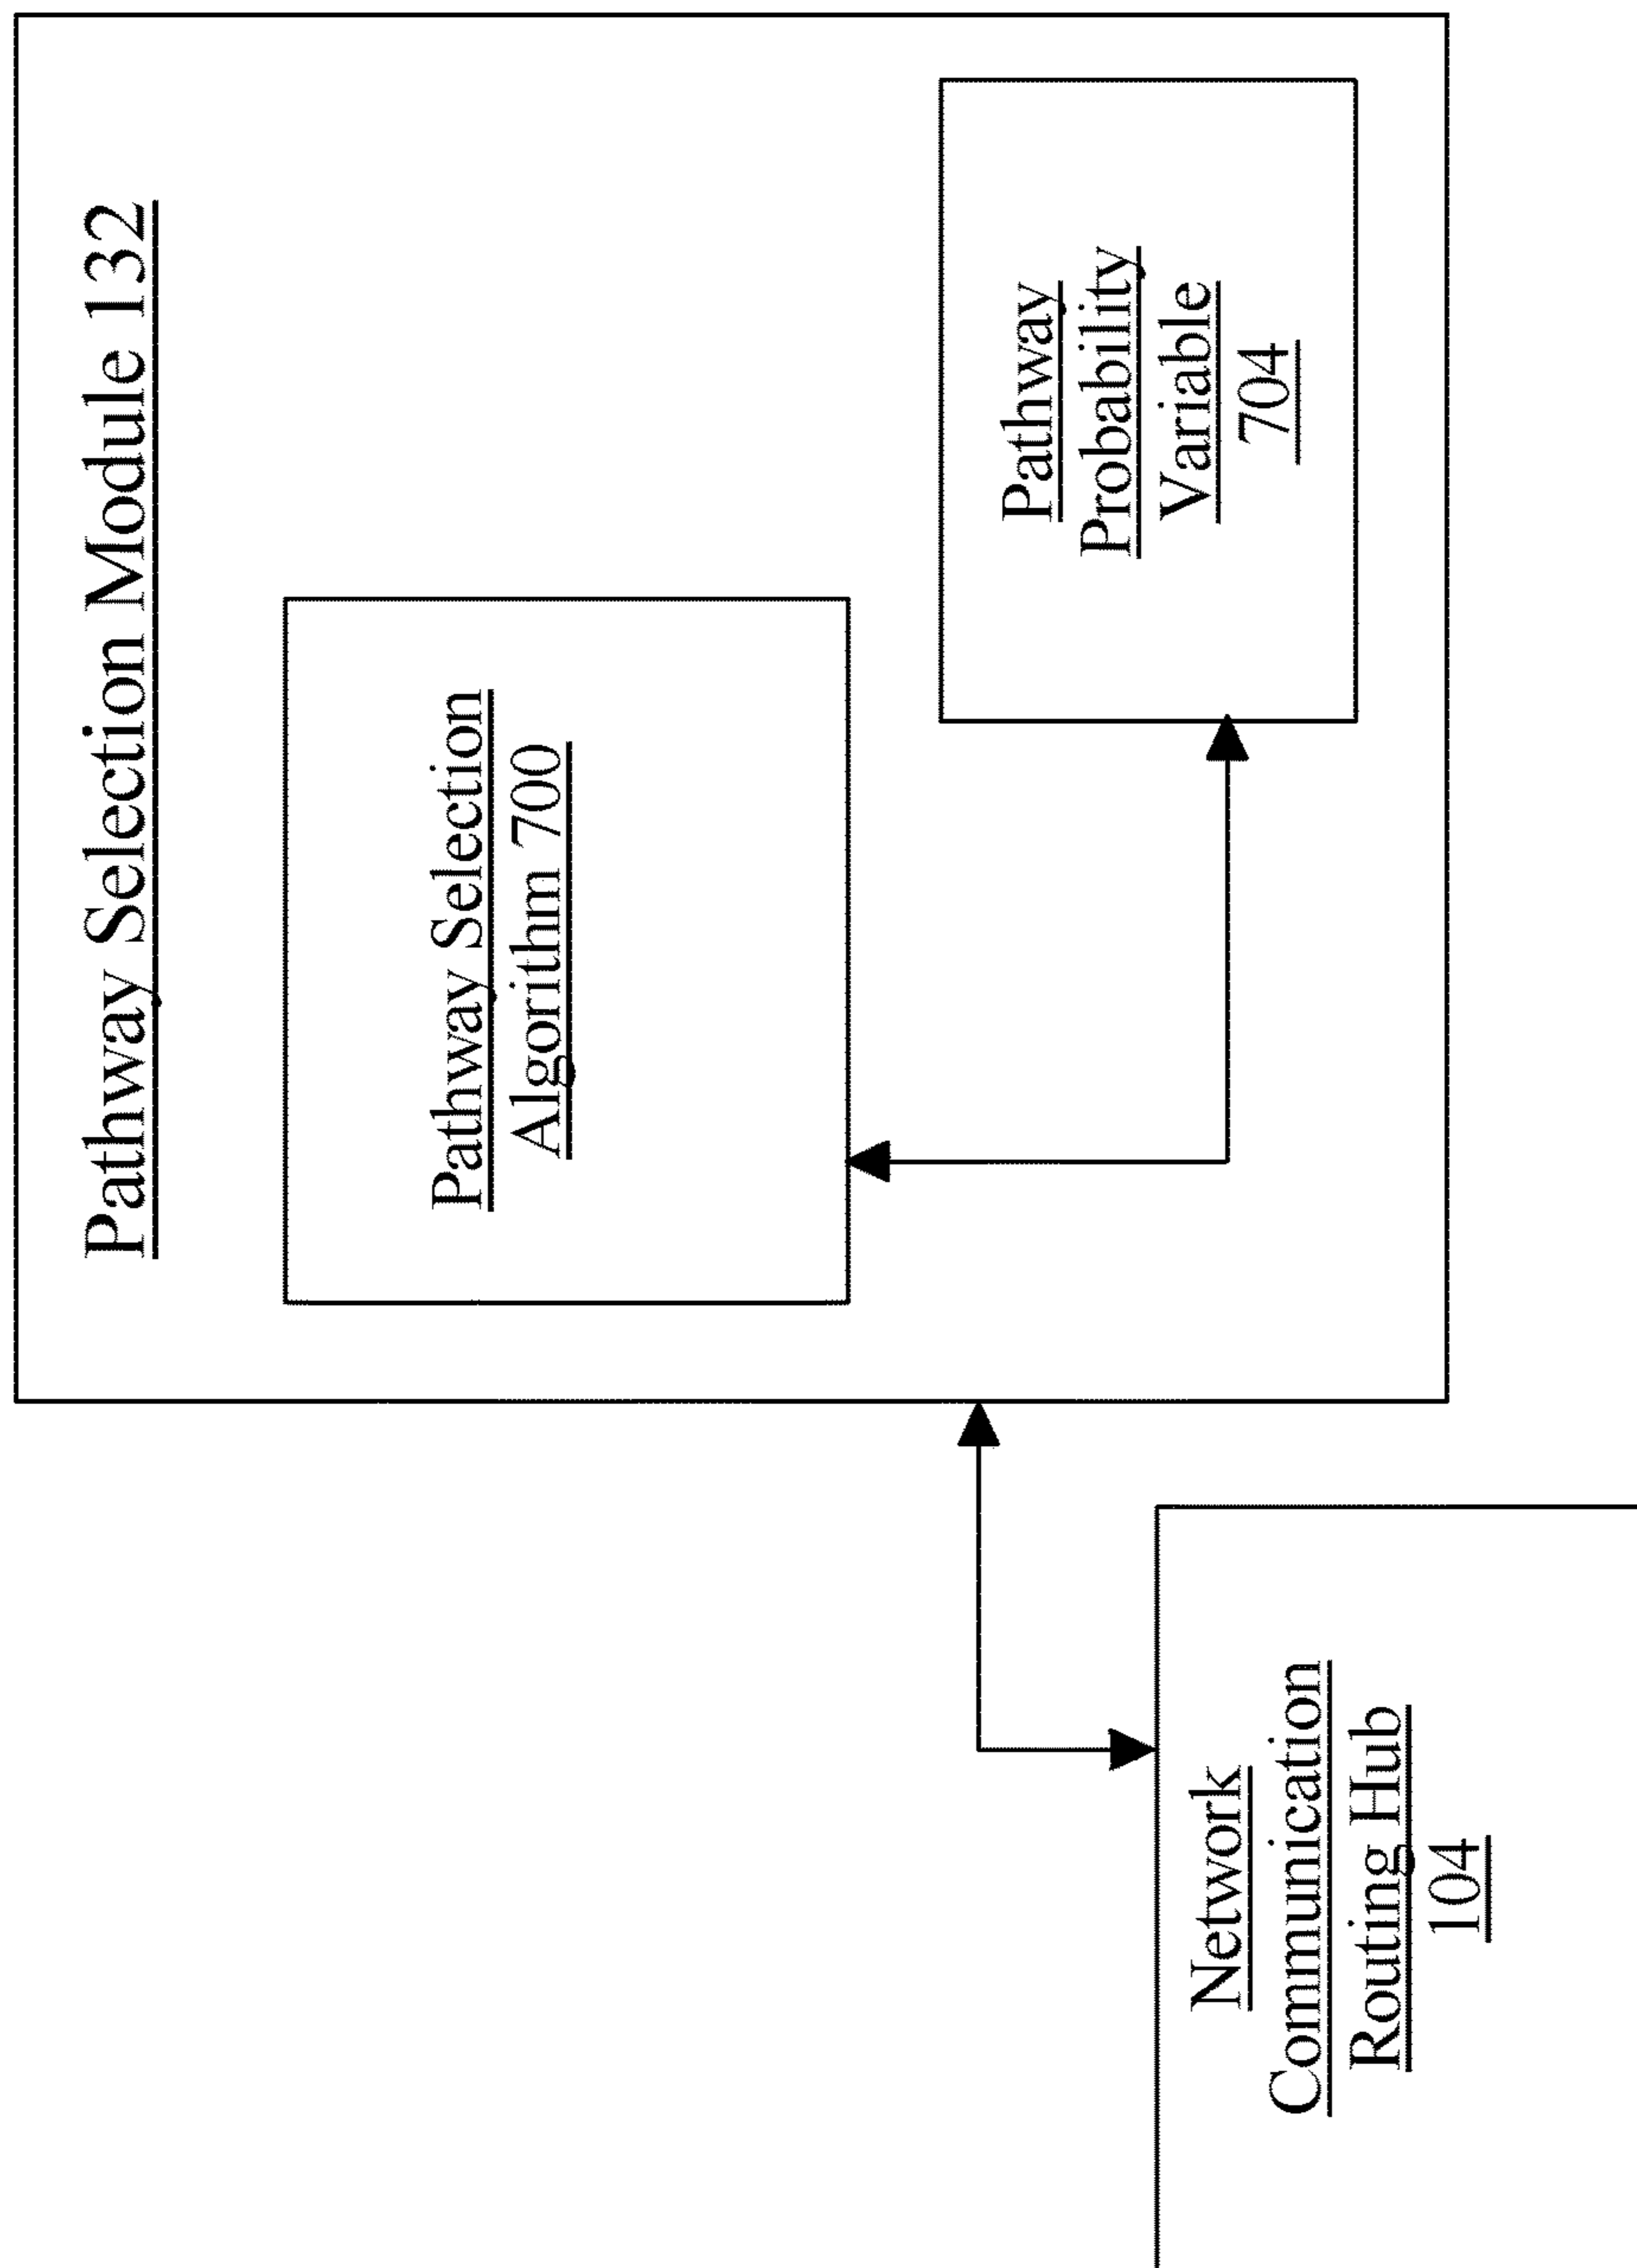 Pathway Selection Module 132
Pathway Selection
Algorithm 700
Pathway
Probability
Variable
704
Network
Communication
Routing Hub
104